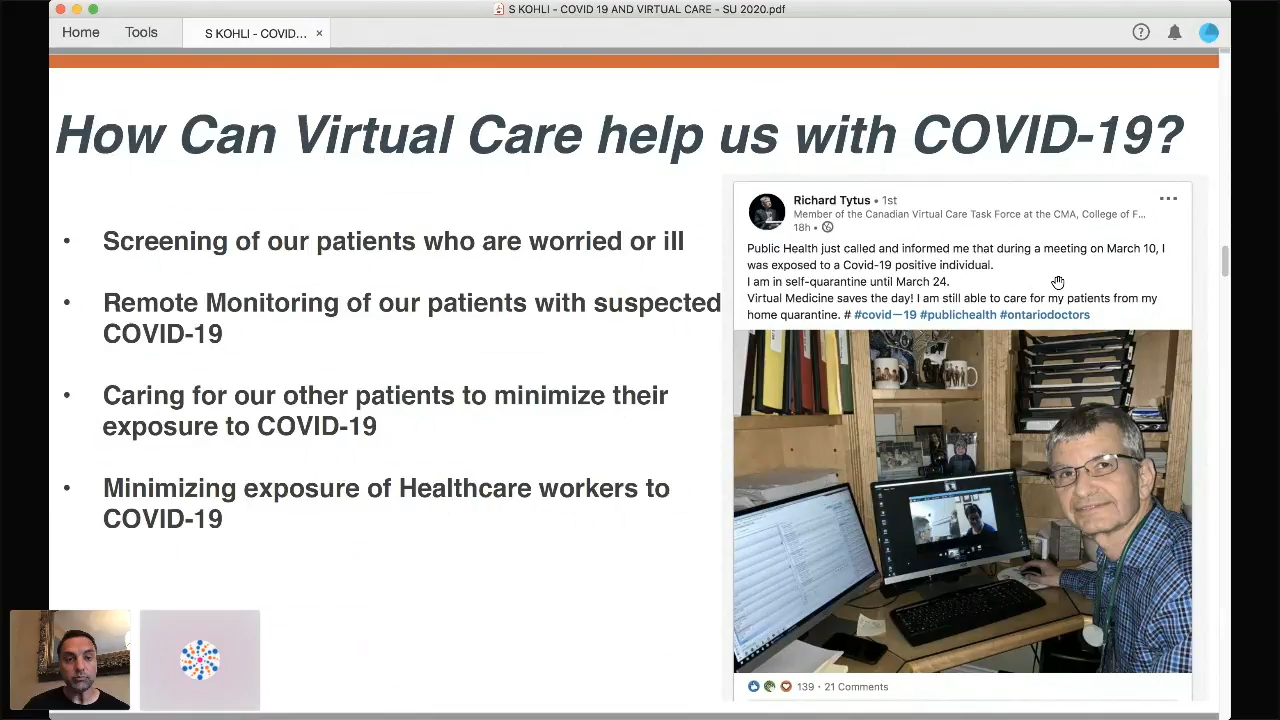 S KOHLI - COVID 19 AND VIRTUAL CARE - SU 2020.pdf
Home
Tools
S KOHLI - COVID...
×
?
How Can Virtual Care help us with COVID-19?
• Screening of our patients who are worried or ill
• Remote Monitoring of our patients with suspected
COVID-19
• Caring for our other patients to minimize their
exposure to COVID-19
• Minimizing exposure of Healthcare workers to
COVID-19
Richard Tytus • 1st
Member of the Canadian Virtual Care Task Force at the CMA, College of F...
18h •
Public Health just called and informed me that during a meeting on March 10, I
was exposed to a Covid-19 positive individual.
I am in self-quarantine until March 24.
Virtual Medicine saves the day! I am still able to care for my patients from my
home quarantine. # #covid—19 #publichealth #ontariodoctors
139 · 21 Comments